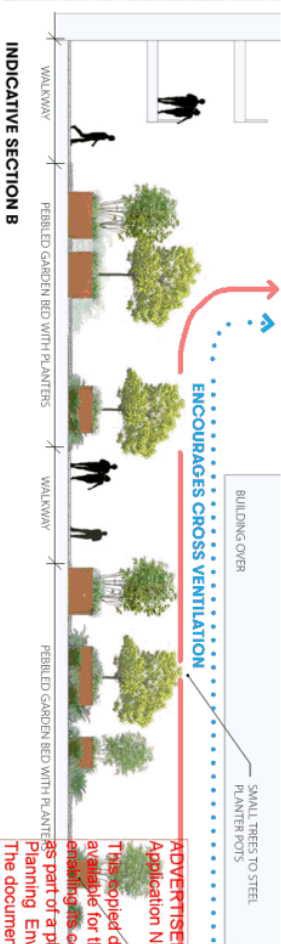 BUILDING OVER
SMALL TREES TO STEEL
PLANTER POTS
ENCOURAGES CROSS VENTILATION
WALKWAY
PEBBLED GARDEN BED WITH PLANTERS
WALKWAY
PEBBLED GARDEN BED WITH PLANTERS
INDICATIVE SECTION B
ADVERTISE
Application N
This copied d
available for th
enabling its c
as part of a pl
Planning Env
The documen